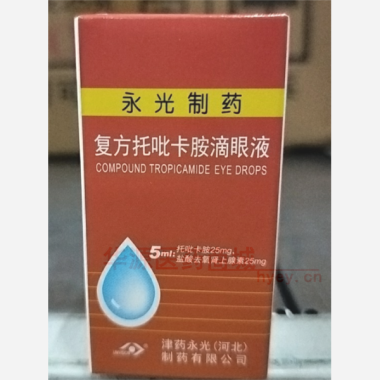 永光制药
复方托吡卡胺滴眼液
COMPOUND TROPICAMIDE EYE DROPS
5ml: 托吡卡胺25mg、
盐酸去氧肾上腺素25mg
津药永光(河北)
制药有限公司